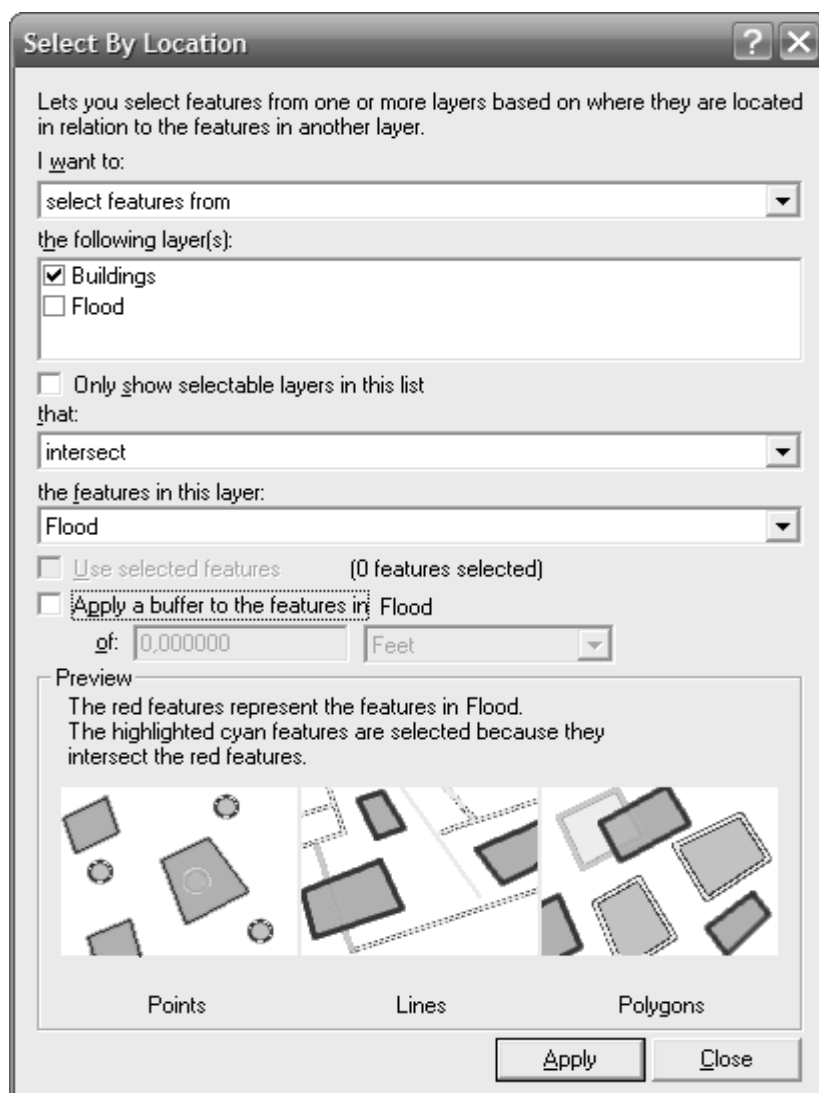 Select By Location
Lets you select features from one or more layers based on where they are located
in relation to the features in another layer.
I want to:
select features from
the following layer(s):
Buildings
Flood
Only show selectable layers in this list
that:
intersect
the features in this layer:
Flood
Use selected features (0 features selected)
Apply a buffer to the features in Flood
of: 0,000000 Feet
Preview
The red features represent the features in Flood.
The highlighted cyan features are selected because they
intersect the red features.
Points Lines Polygons
Apply Close